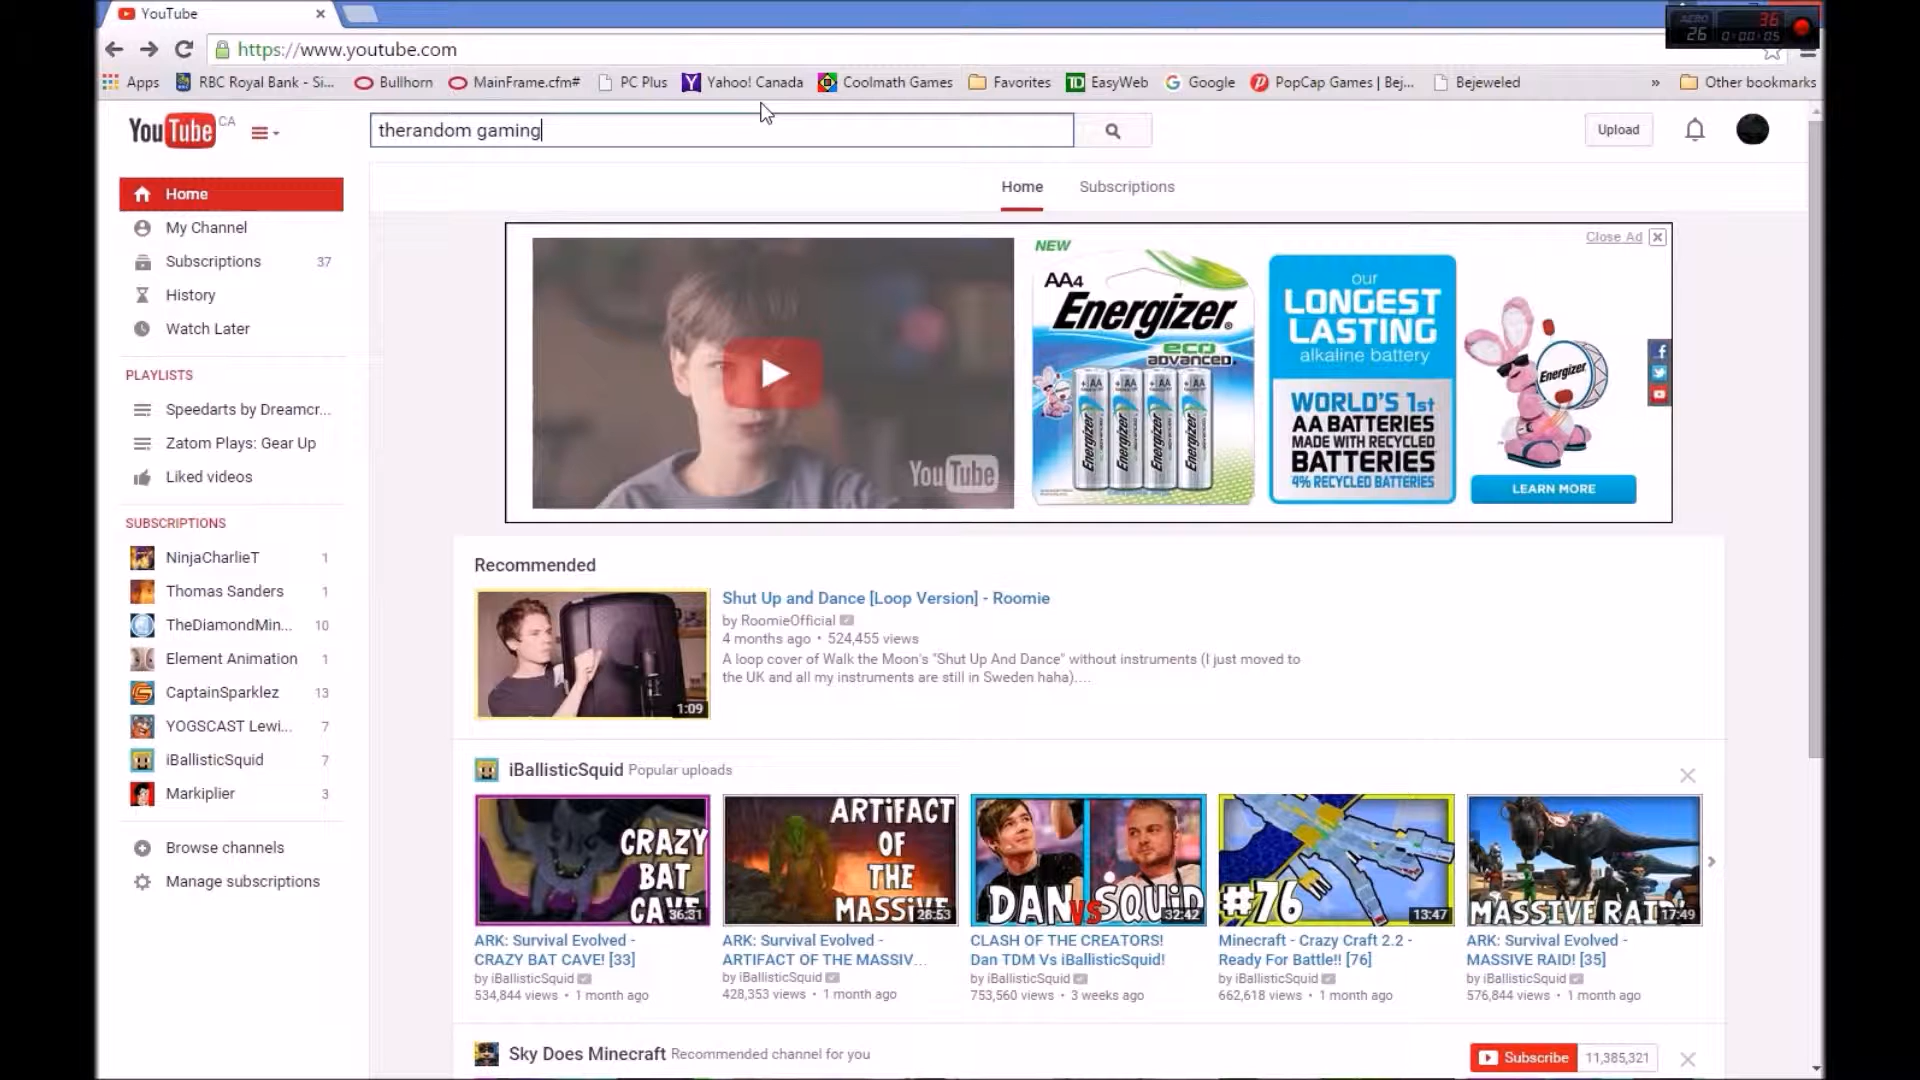 YouTube
AERO
26
36
0:00:05
https://www.youtube.com
Apps
RBC Royal Bank - Si...
Bullhorn
MainFrame.cfm#
PC Plus
Yahoo! Canada
Coolmath Games
Favorites
EasyWeb
Google
PopCap Games | Bej...
Bejeweled
»
Other bookmarks
YouTube CA
therandom gaming
Upload
Home
My Channel
Subscriptions 37
History
Watch Later
PLAYLISTS
Speedarts by Dreamcr...
Zatom Plays: Gear Up
Liked videos
SUBSCRIPTIONS
NinjaCharlieT 1
Thomas Sanders 1
TheDiamondMin... 10
Element Animation 1
CaptainSparklez 13
YOGSCAST Lewi... 7
iBallisticSquid 7
Markiplier 3
Browse channels
Manage subscriptions
Home Subscriptions
Close Ad
YouTube
NEW
AA4
Energizer
eco
advanced
our
LONGEST
LASTING
alkaline battery
WORLD'S 1st
AA BATTERIES
MADE WITH RECYCLED
BATTERIES
4% RECYCLED BATTERIES
Energizer
LEARN MORE
Recommended
1:09
Shut Up and Dance [Loop Version] - Roomie
by RoomieOfficial
4 months ago • 524,455 views
A loop cover of Walk the Moon's "Shut Up And Dance" without instruments (I just moved to
the UK and all my instruments are still in Sweden haha)....
iBallisticSquid Popular uploads
CRAZY
BAT
CAVE
36:31
ARK: Survival Evolved -
CRAZY BAT CAVE! [33]
by iBallisticSquid
534,844 views • 1 month ago
ARTiFACT
OF
THE
MASSiVE
28:53
ARK: Survival Evolved -
ARTIFACT OF THE MASSIV...
by iBallisticSquid
428,353 views • 1 month ago
DAN VS SQUiD
32:42
CLASH OF THE CREATORS!
Dan TDM Vs iBallisticSquid!
by iBallisticSquid
753,560 views • 3 weeks ago
#76
13:47
Minecraft - Crazy Craft 2.2 -
Ready For Battle!! [76]
by iBallisticSquid
662,618 views • 1 month ago
MASSIVE RAID!
17:49
ARK: Survival Evolved -
MASSIVE RAID! [35]
by iBallisticSquid
576,844 views • 1 month ago
Sky Does Minecraft Recommended channel for you
Subscribe 11,385,321